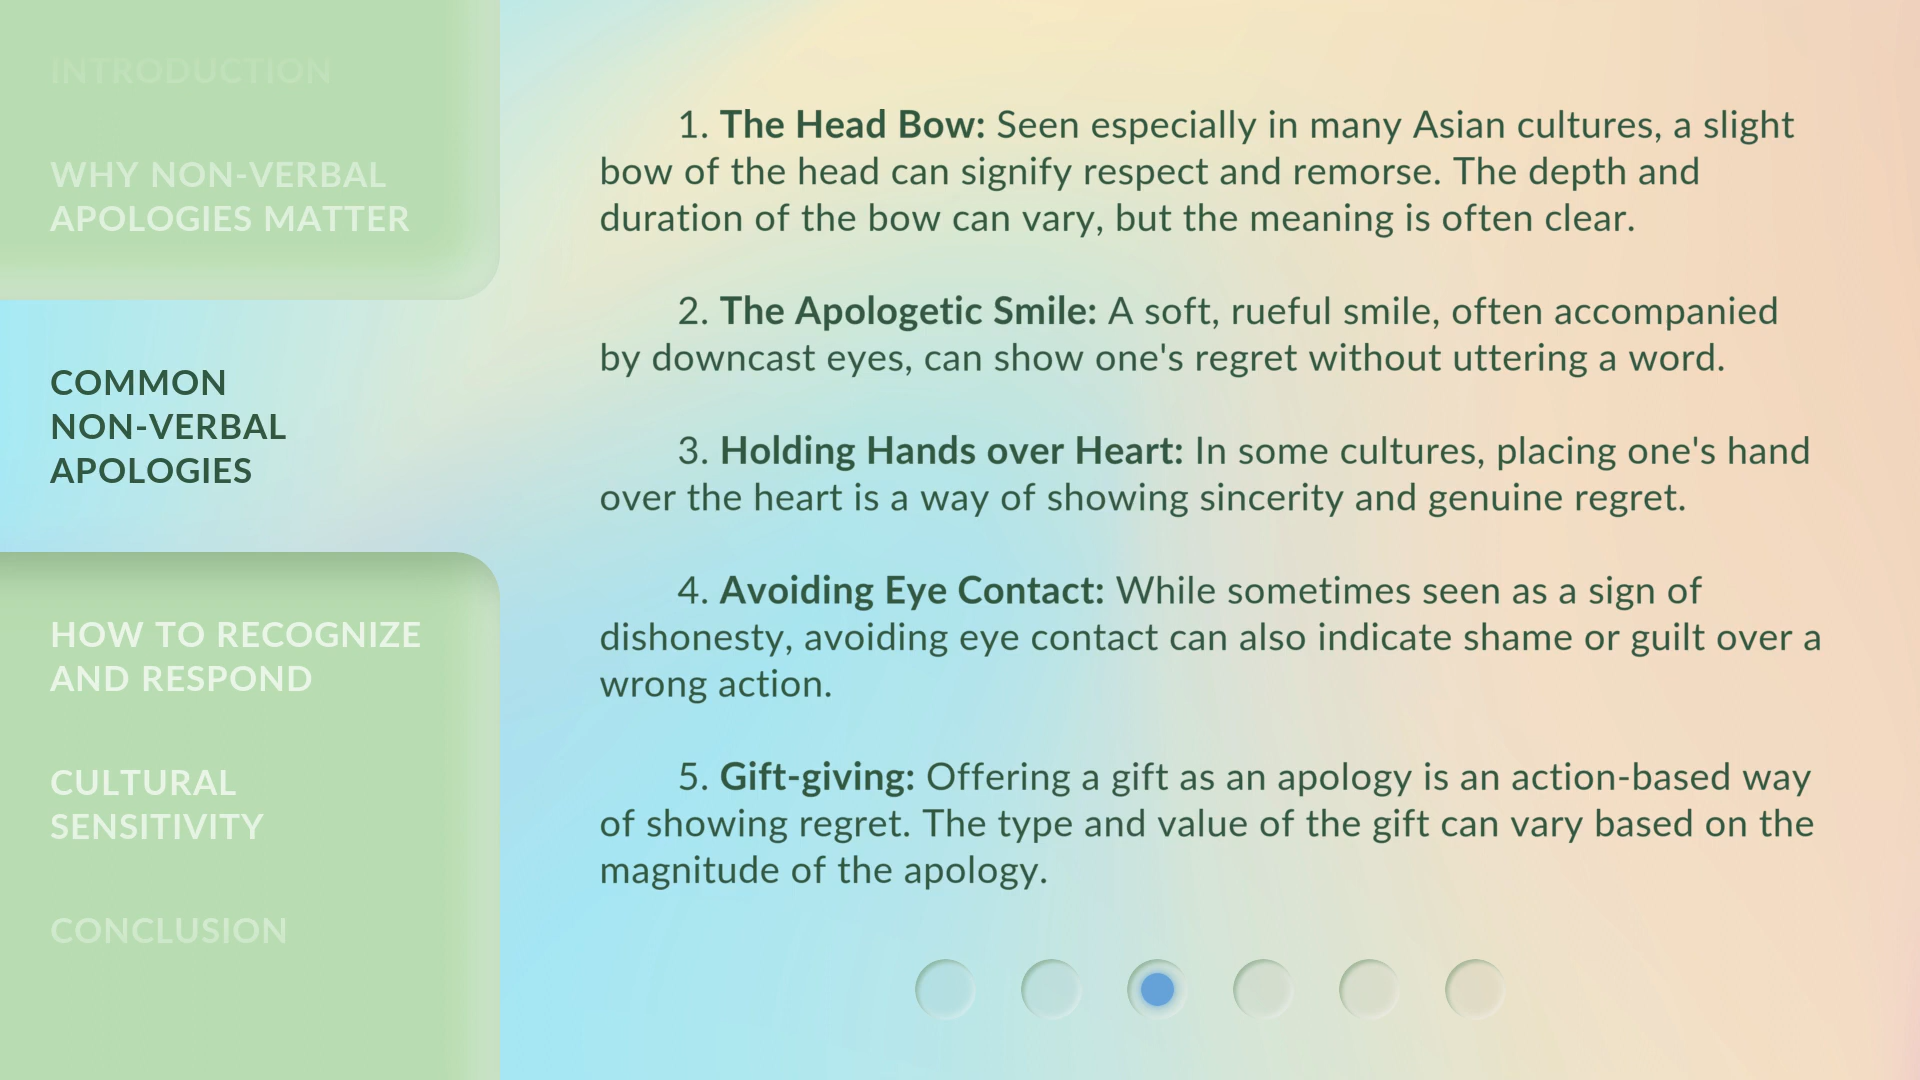 INTRODUCTION
WHY NON-VERBAL
APOLOGIES MATTER
COMMON
NON-VERBAL
APOLOGIES
HOW TO RECOGNIZE
AND RESPOND
CULTURAL
SENSITIVITY
CONCLUSION
1. The Head Bow: Seen especially in many Asian cultures, a slight
bow of the head can signify respect and remorse. The depth and
duration of the bow can vary, but the meaning is often clear.
2. The Apologetic Smile: A soft, rueful smile, often accompanied
by downcast eyes, can show one's regret without uttering a word.
3. Holding Hands over Heart: In some cultures, placing one's hand
over the heart is a way of showing sincerity and genuine regret.
4. Avoiding Eye Contact: While sometimes seen as a sign of
dishonesty, avoiding eye contact can also indicate shame or guilt over a
wrong action.
5. Gift-giving: Offering a gift as an apology is an action-based way
of showing regret. The type and value of the gift can vary based on the
magnitude of the apology.